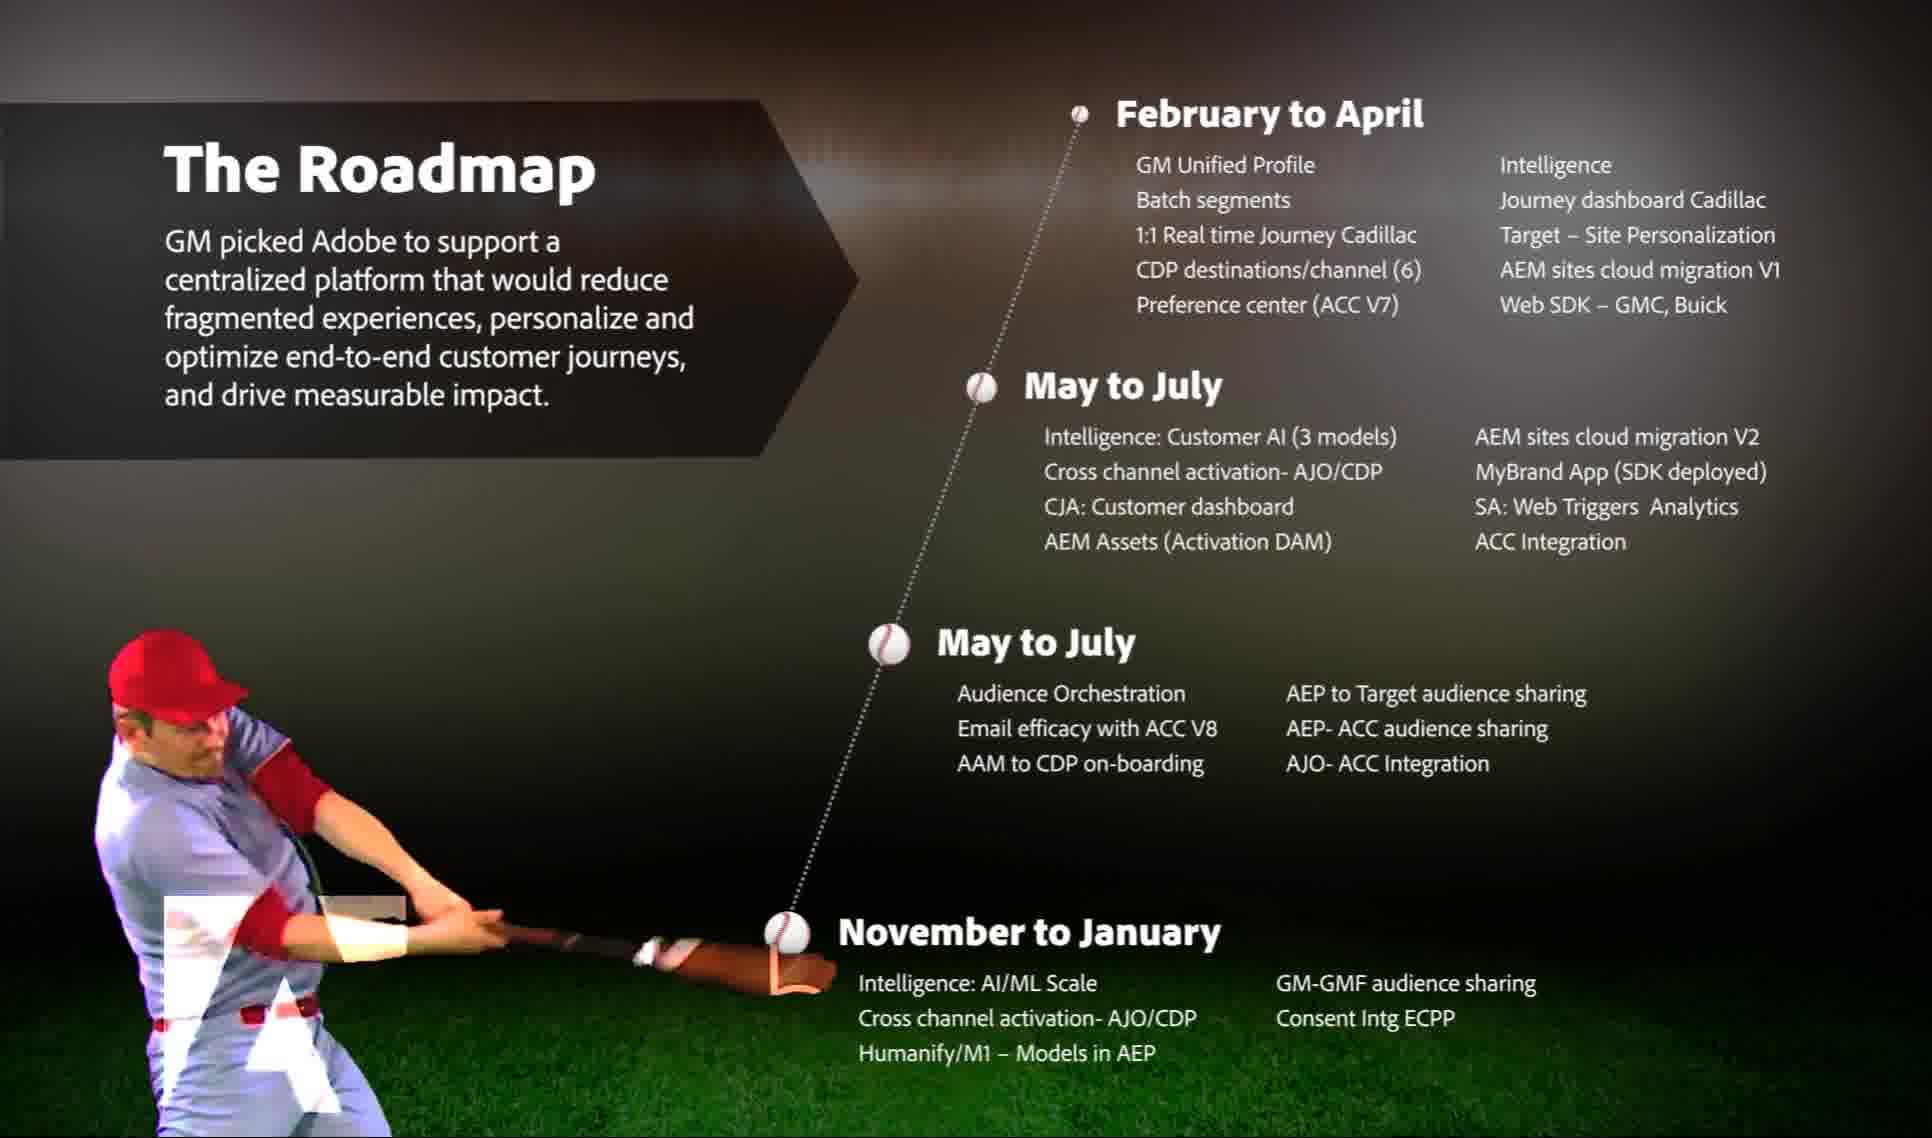 The Roadmap
GM picked Adobe to support a
centralized platform that would reduce
fragmented experiences, personalize and
optimize end-to-end customer journeys,
and drive measurable impact.
February to April
GM Unified Profile
Batch segments
1:1 Real time Journey Cadillac
CDP destinations/channel (6)
Preference center (ACC V7)
Intelligence
Journey dashboard Cadillac
Target – Site Personalization
AEM sites cloud migration V1
Web SDK – GMC, Buick
May to July
Intelligence: Customer AI (3 models)
Cross channel activation- AJO/CDP
CJA: Customer dashboard
AEM Assets (Activation DAM)
AEM sites cloud migration V2
MyBrand App (SDK deployed)
SA: Web Triggers  Analytics
ACC Integration
May to July
Audience Orchestration
Email efficacy with ACC V8
AAM to CDP on-boarding
AEP to Target audience sharing
AEP- ACC audience sharing
AJO- ACC Integration
November to January
Intelligence: AI/ML Scale
Cross channel activation- AJO/CDP
Humanify/M1 – Models in AEP
GM-GMF audience sharing
Consent Intg ECPP